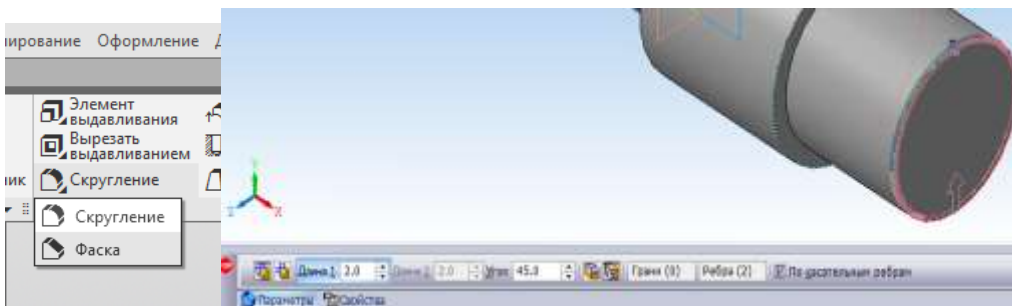 ирование Оформление
Элемент
выдавливания
Вырезать
выдавливанием
ик Скругление
Скругление
Фаска
Длина 1 2.0 Длина 2 2.0 Угол 45.0 Грани (0) Ребра (2) По касательным ребрам
Параметры Свойства